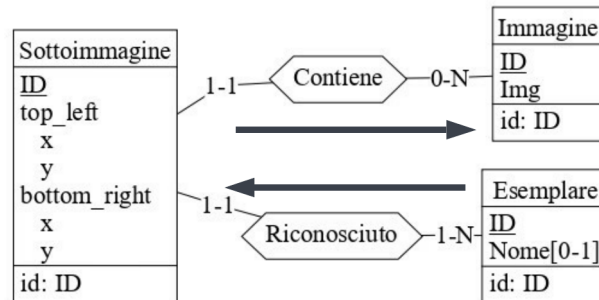 Sottoimmagine
ID
top_left
x
y
bottom_right
x
y
id: ID
1-1
Contiene
0-N
Immagine
ID
Img
id: ID
1-1
Riconosciuto
1-N
Esemplare
ID
Nome[0-1]
id: ID